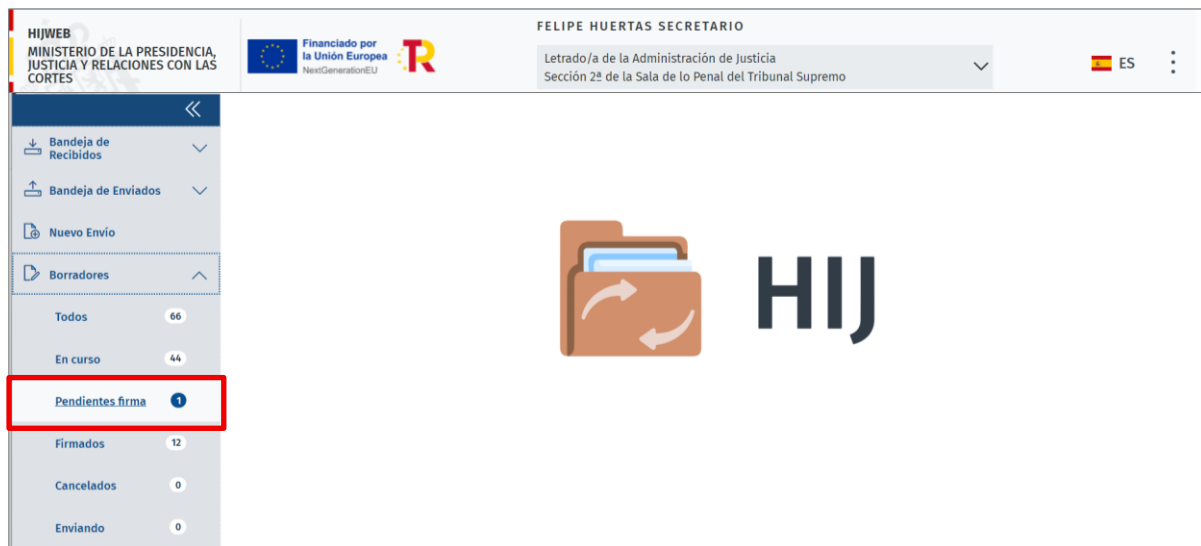 HIJWEB
MINISTERIO DE LA PRESIDENCIA,
JUSTICIA Y RELACIONES CON LAS
CORTES
Financiado por
la Unión Europea
NextGenerationEU
R
FELIPE HUERTAS SECRETARIO
Letrado/a de la Administración de Justicia
Sección 2ª de la Sala de lo Penal del Tribunal Supremo
ES
Bandeja de
Recibidos
Bandeja de Enviados
Nuevo Envío
Borradores
Todos 66
En curso 44
Pendientes firma 1
Firmados 12
Cancelados 0
Enviando 0
HIJ